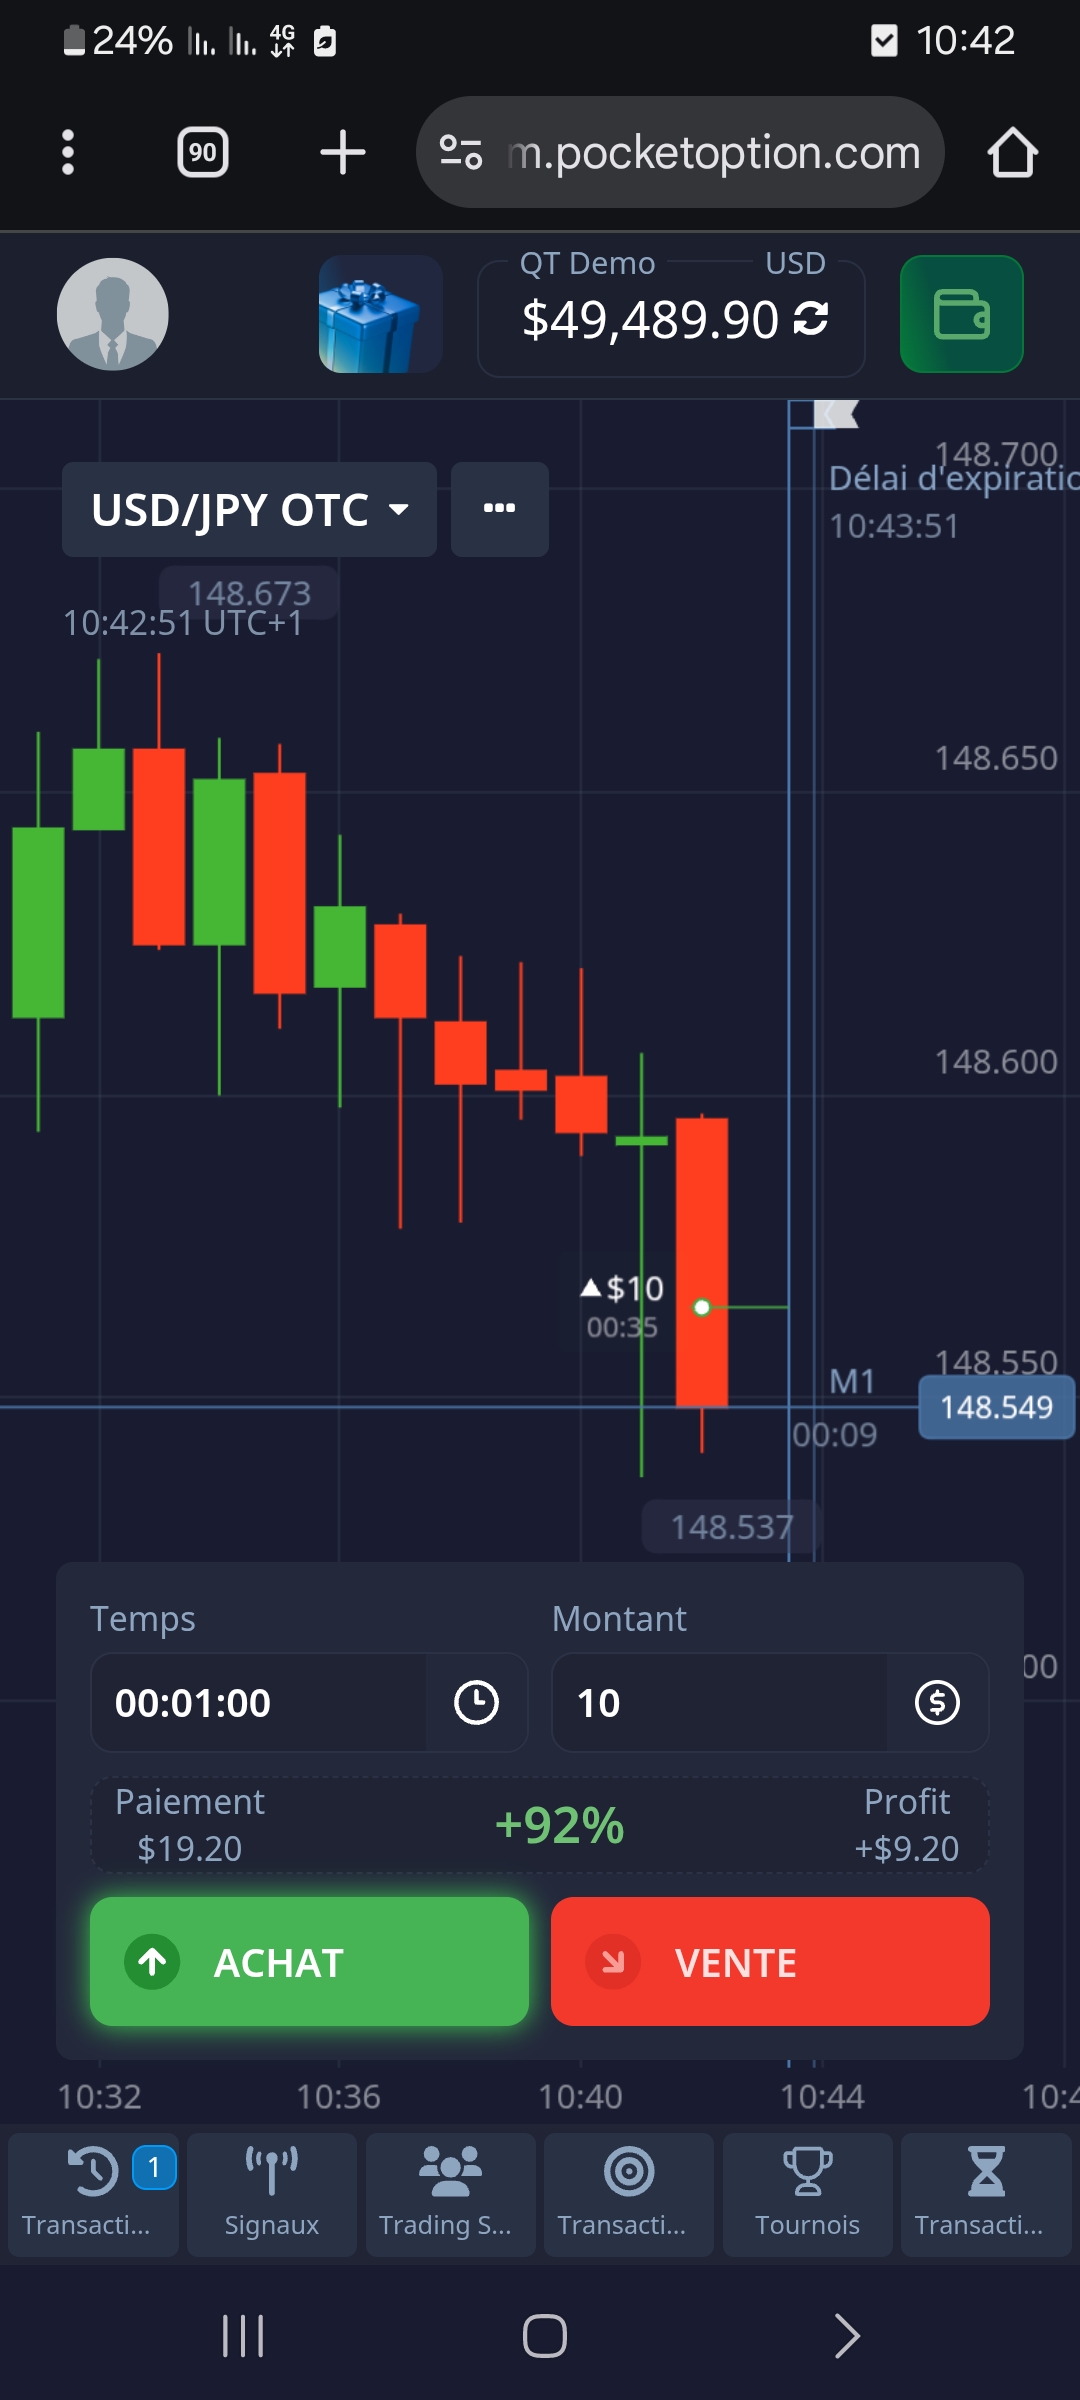 24% 4G 10:42
90 m.pocketoption.com
QT Demo USD
$49,489.90
148.700
USD/JPY OTC
Délai d'expiratio
10:43:51
148.673
10:42:51 UTC+1
148.650
148.600
$10
00:35
148.550
M1
148.549
00:09
148.537
Temps Montant
00:01:00 10
00
Paiement +92% Profit
$19.20 +$9.20
ACHAT VENTE
10:32 10:36 10:40 10:44 10:4
1
Transacti... Signaux Trading S... Transacti... Tournois Transacti...